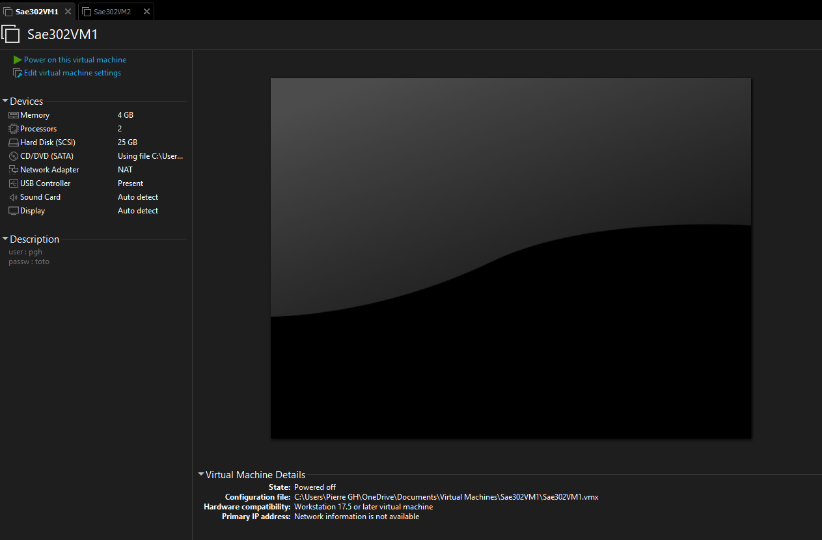 Sae302VM1 Sae302VM2
Sae302VM1
Power on this virtual machine
Edit virtual machine settings
Devices
Memory 4 GB
Processors 2
Hard Disk (SCSI) 25 GB
CD/DVD (SATA) Using file C:\User...
Network Adapter NAT
USB Controller Present
Sound Card Auto detect
Display Auto detect
Description
user : pgh
passw : toto
Virtual Machine Details
State: Powered off
Configuration file: C:\Users\Pierre GH\OneDrive\Documents\Virtual Machines\Sae302VM1\Sae302VM1.vmx
Hardware compatibility: Workstation 17.5 or later virtual machine
Primary IP address: Network information is not available